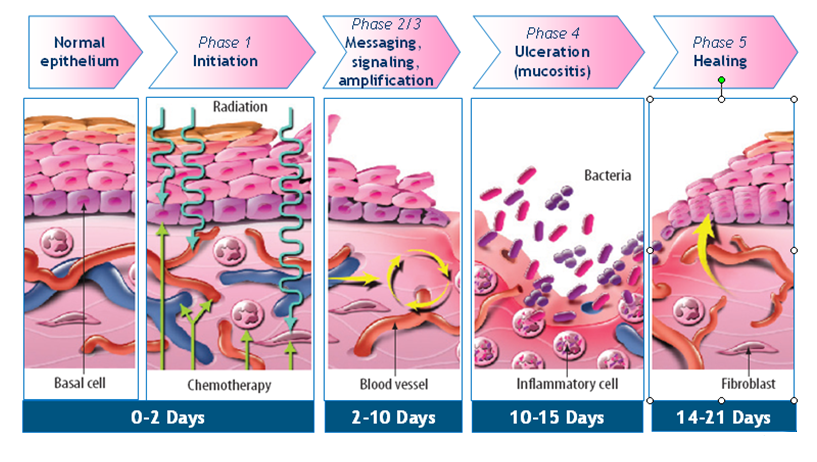 Normal
epithelium
Phase 1
Initiation
Phase 2/3
Messaging,
signaling,
amplification
Phase 4
Ulceration
(mucositis)
Phase 5
Healing
Radiation
Bacteria
Basal cell
Chemotherapy
Blood vessel
Inflammatory cell
Fibroblast
0-2 Days
2-10 Days
10-15 Days
14-21 Days